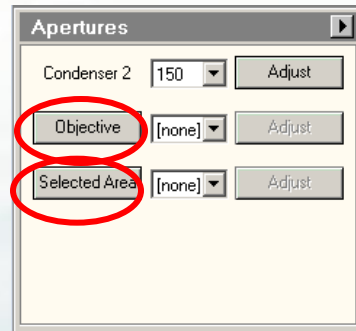 Apertures
Condenser 2 150 Adjust
Objective [none] Adjust
Selected Area [none] Adjust